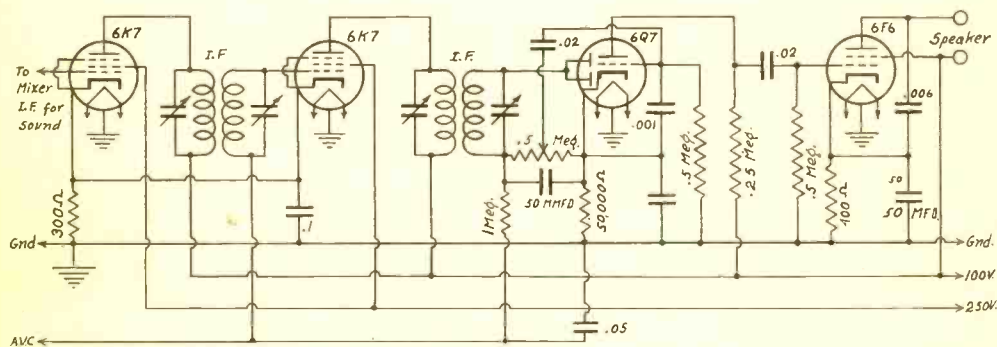 6K7
I.F.
6K7
I.F.
.02
6Q7
.02
6F6
Speaker
To
Mixer
I.F. for
Sound
.006
.001
.5 Meg.
.5 Meg.
.25 Meg.
.5 Meg.
300Ω
.1
1 Meg.
50 MMFD
50,000Ω
100Ω
50
50 MFD.
Gnd
Gnd.
100V.
250V.
.05
AVC